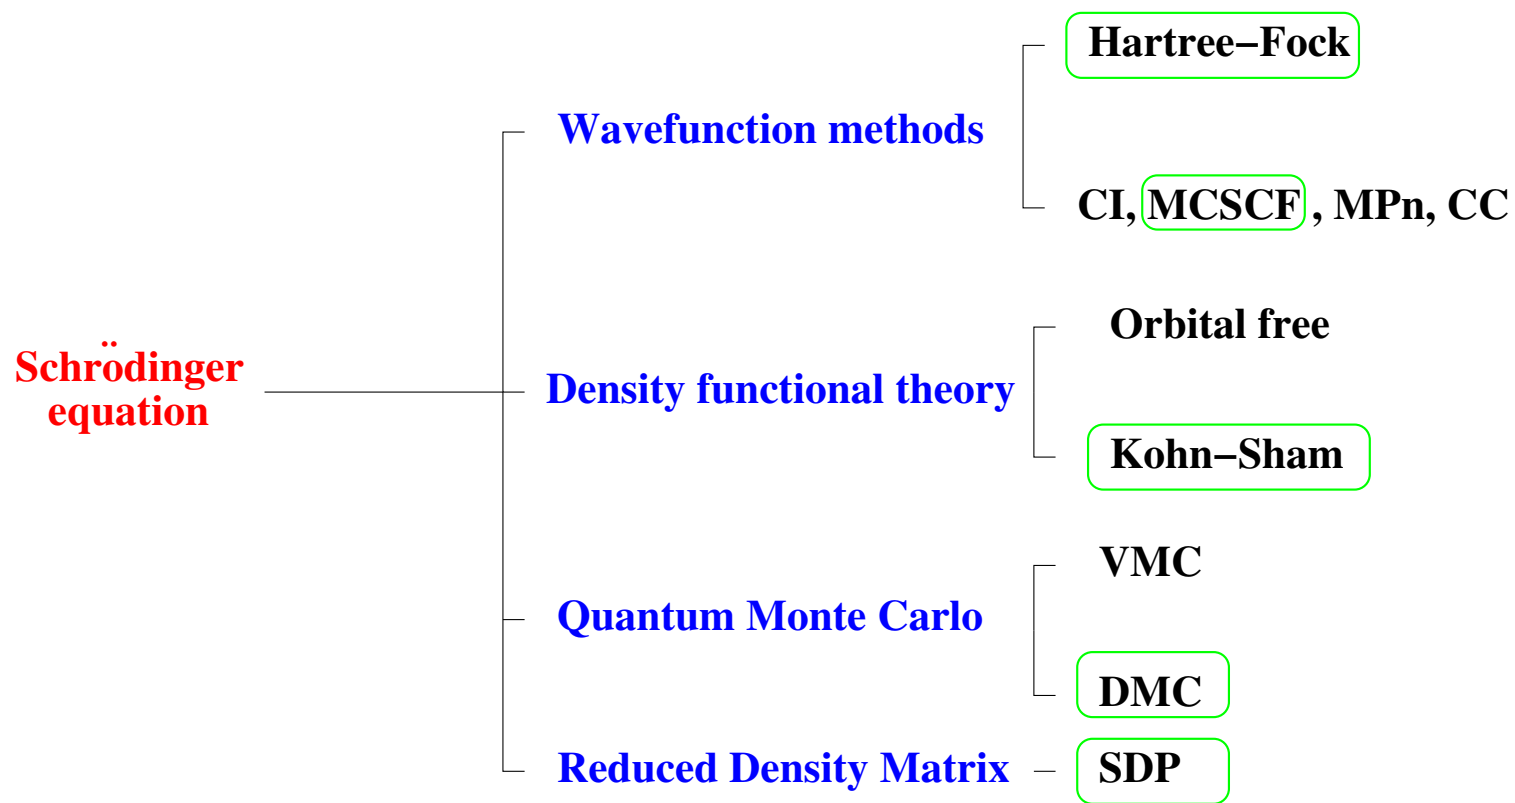 Hartree–Fock
Wavefunction methods
CI, MCSCF , MPn, CC
Orbital free
Schrödinger
equation
Density functional theory
Kohn–Sham
VMC
Quantum Monte Carlo
DMC
Reduced Density Matrix
SDP